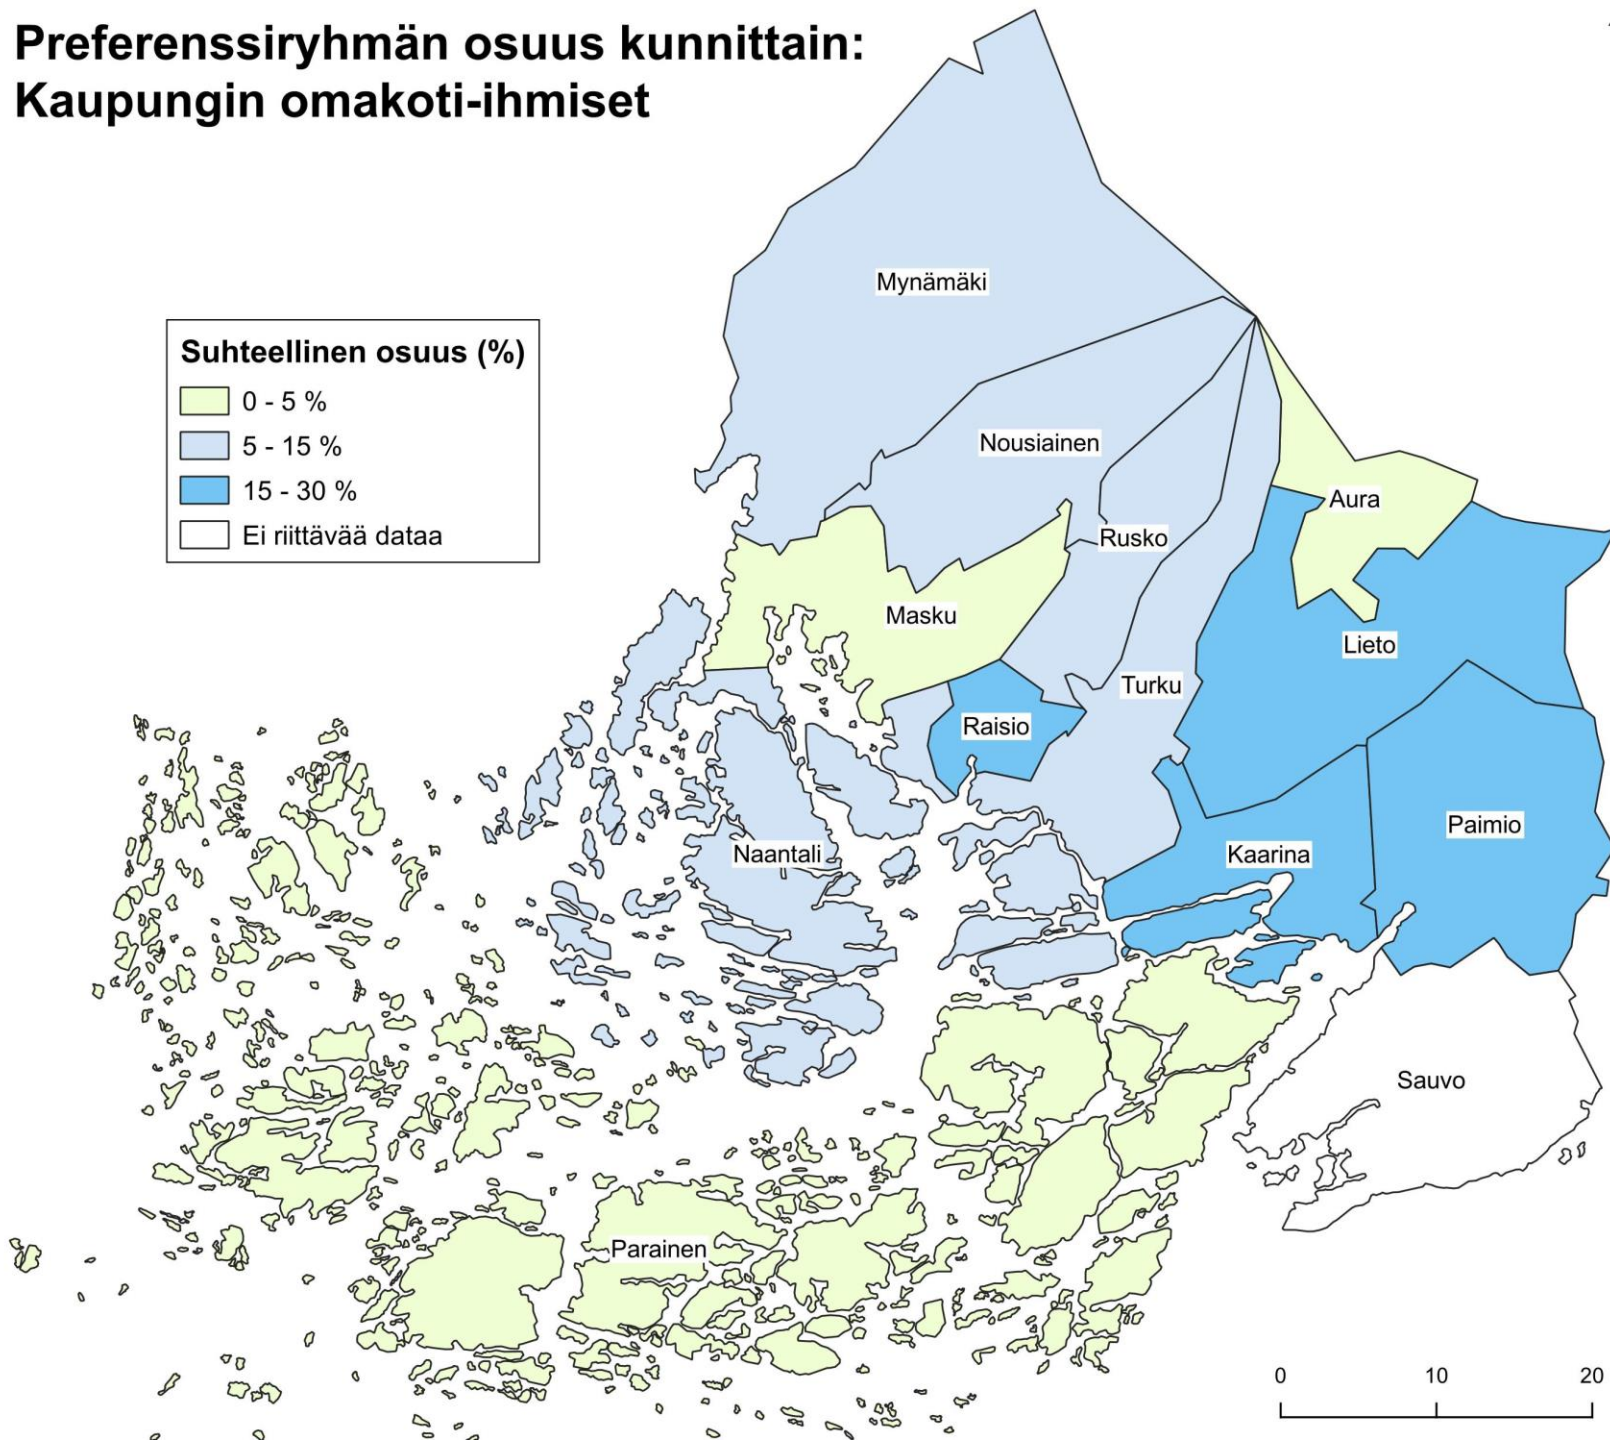 Preferenssiryhmän osuus kunnittain:
Kaupungin omakoti-ihmiset
Mynämäki
Suhteellinen osuus (%)
0 - 5 %
5 - 15 %
15 - 30 %
Ei riittävää dataa
Nousiainen
Aura
Rusko
Masku
Lieto
Turku
Raisio
Paimio
Naantali
Kaarina
Sauvo
Parainen
0 10 20